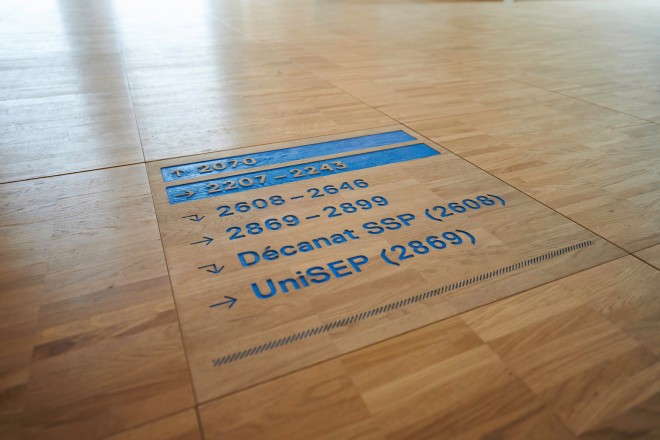 ↑ 2070
→ 2207–2243
↴ 2608–2646
→ 2869–2899
↴ Décanat SSP (2608)
→ UniSEP (2869)